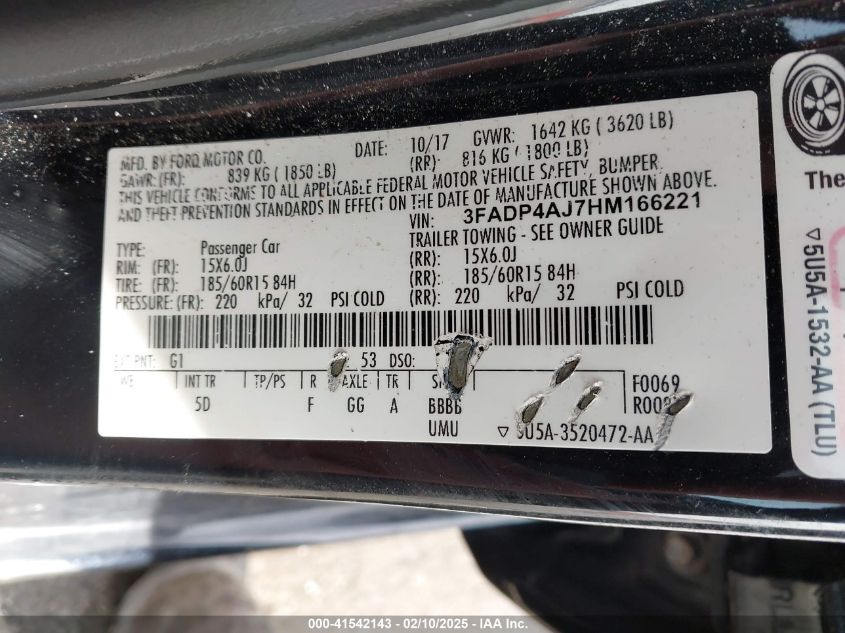 MFD. BY FORD MOTOR CO. DATE: 10/17 GVWR: 1642 KG ( 3620 LB)
GAWR: (FR): 839 KG ( 1850 LB) (RR): 816 KG ( 1800 LB)
THIS VEHICLE CONFORMS TO ALL APPLICABLE FEDERAL MOTOR VEHICLE SAFETY, BUMPER,
AND THEFT PREVENTION STANDARDS IN EFFECT ON THE DATE OF MANUFACTURE SHOWN ABOVE.
VIN: 3FADP4AJ7HM166221
TYPE: Passenger Car TRAILER TOWING - SEE OWNER GUIDE
RIM: (FR): 15X6.0J (RR): 15X6.0J
TIRE: (FR): 185/60R15 84H (RR): 185/60R15 84H
PRESSURE: (FR): 220 kPa/ 32 PSI COLD (RR): 220 kPa/ 32 PSI COLD
EXT PNT: G1 53 DSO:
WB INT TR TP/PS R AXLE TR F0069
5D F GG A BBBB
UMU ▽ 5U5A-3520472-AA
The
▽5U5A-1532-AA (TLU)
000-41542143 - 02/10/2025 - IAA Inc.